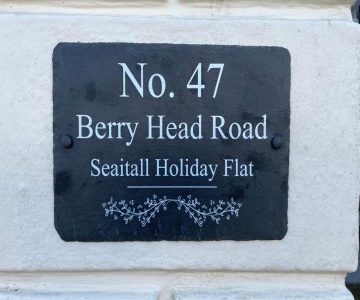 No. 47
Berry Head Road
Seaitall Holiday Flat